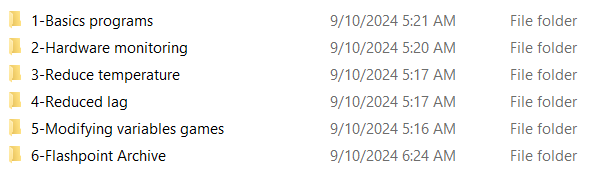 1-Basics programs 9/10/2024 5:21 AM File folder
2-Hardware monitoring 9/10/2024 5:20 AM File folder
3-Reduce temperature 9/10/2024 5:17 AM File folder
4-Reduced lag 9/10/2024 5:17 AM File folder
5-Modifying variables games 9/10/2024 5:16 AM File folder
6-Flashpoint Archive 9/10/2024 6:24 AM File folder